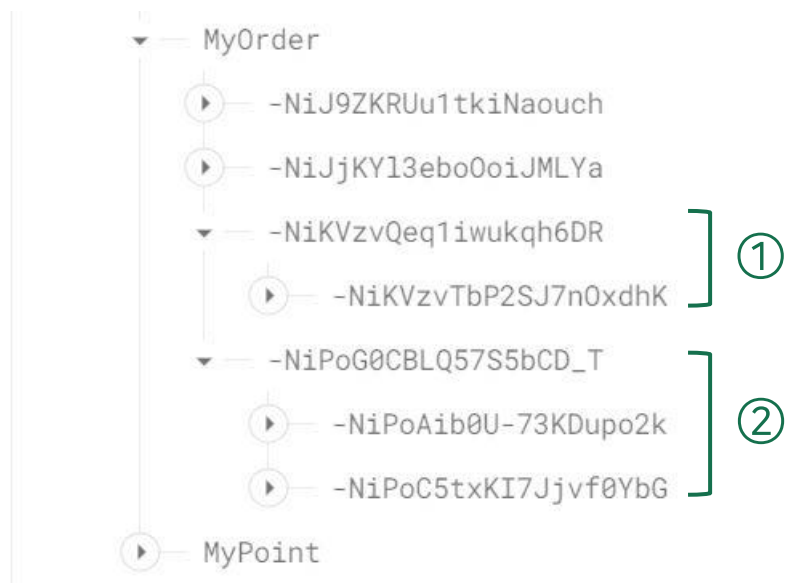 MyOrder
-NiJ9ZKRUu1tkiNaouch
-NiJjKYl3eboOoiJMLYa
-NiKVzvQeq1iwukqh6DR
①
-NiKVzvTbP2SJ7nOxdhK
-NiPoG0CBLQ57S5bCD_T
-NiPoAib0U-73KDupo2k
②
-NiPoC5txKI7Jjvf0YbG
MyPoint